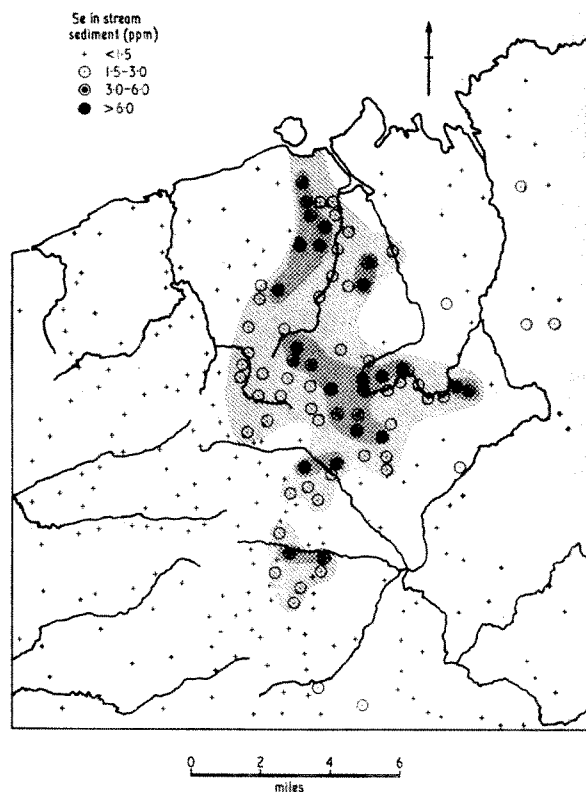 Se in stream
sediment (ppm)
<1·5
1·5-3·0
3·0-6·0
>6·0
0 2 4 6
miles